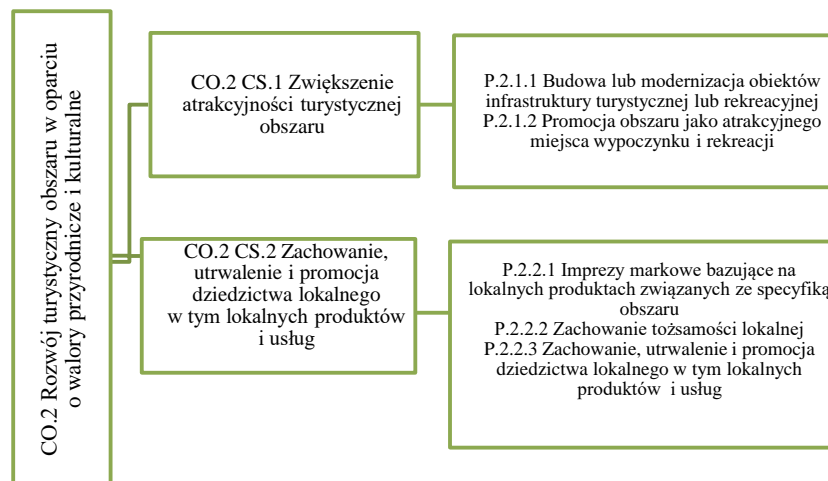 CO.2 Rozwój turystyczny obszaru w oparciu
o walory przyrodnicze i kulturalne
CO.2 CS.1 Zwiększenie
atrakcyjności turystycznej
obszaru
P.2.1.1 Budowa lub modernizacja obiektów
infrastruktury turystycznej lub rekreacyjnej
P.2.1.2 Promocja obszaru jako atrakcyjnego
miejsca wypoczynku i rekreacji
CO.2 CS.2 Zachowanie,
utrwalenie i promocja
dziedzictwa lokalnego
w tym lokalnych produktów
i usług
P.2.2.1 Imprezy markowe bazujące na
lokalnych produktach związanych ze specyfiką
obszaru
P.2.2.2 Zachowanie tożsamości lokalnej
P.2.2.3 Zachowanie, utrwalenie i promocja
dziedzictwa lokalnego w tym lokalnych
produktów i usług